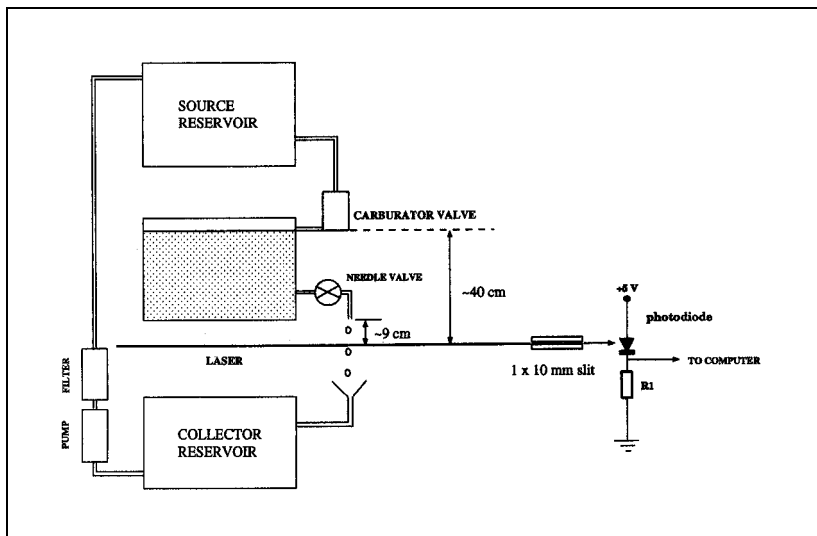 SOURCE
RESERVOIR
CARBURATOR VALVE
NEEDLE VALVE
~40 cm
+5 V
photodiode
~9 cm
LASER
TO COMPUTER
1 x 10 mm slit
R1
FILTER
PUMP
COLLECTOR
RESERVOIR